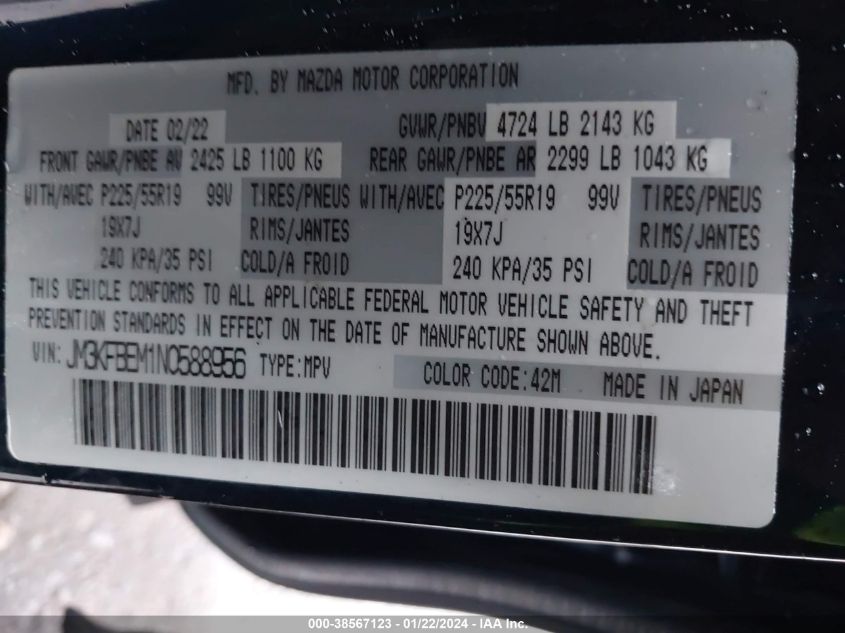 MFD. BY MAZDA MOTOR CORPORATION
DATE 02/22 GVWR/PNBV 4724 LB 2143 KG
FRONT GAWR/PNBE AV 2425 LB 1100 KG REAR GAWR/PNBE AR 2299 LB 1043 KG
WITH/AVEC P225/55R19 99V TIRES/PNEUS WITH/AVEC P225/55R19 99V TIRES/PNEUS
19X7J RIMS/JANTES 19X7J RIMS/JANTES
240 KPA/35 PSI COLD/A FROID 240 KPA/35 PSI COLD/A FROID
THIS VEHICLE CONFORMS TO ALL APPLICABLE FEDERAL MOTOR VEHICLE SAFETY AND THEFT
PREVENTION STANDARDS IN EFFECT ON THE DATE OF MANUFACTURE SHOWN ABOVE.
VIN: JM3KFBEM1N0588956 TYPE:MPV COLOR CODE:42M MADE IN JAPAN
000-38567123 - 01/22/2024 - IAA Inc.